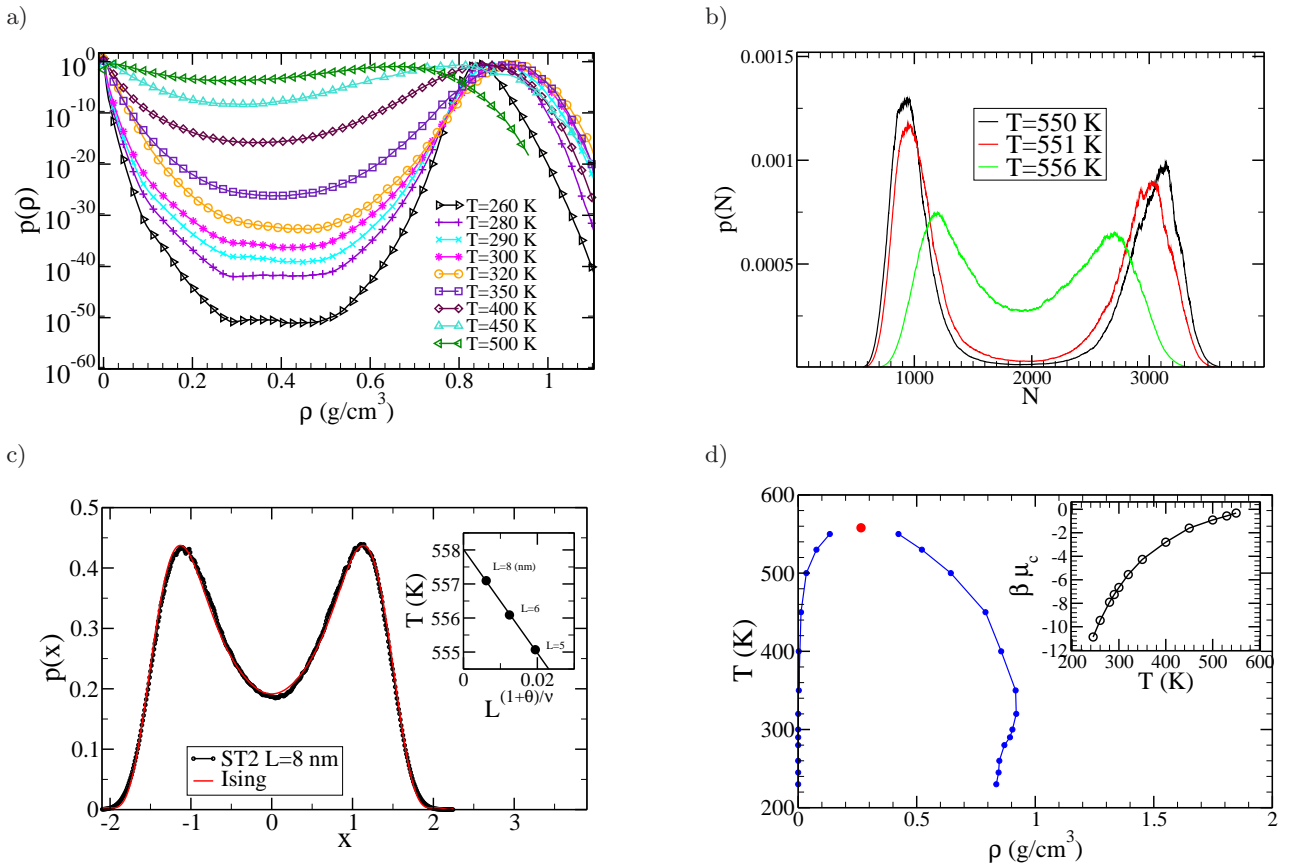 a)
10^0
10^-10
10^-20
10^-30
10^-40
10^-50
10^-60
p(ρ)
T=260 K
T=280 K
T=290 K
T=300 K
T=320 K
T=350 K
T=400 K
T=450 K
T=500 K
0 0.2 0.4 0.6 0.8 1
ρ (g/cm^3)
b)
0.0015
0.001
0.0005
p(N)
T=550 K
T=551 K
T=556 K
1000 2000 3000
N
c)
0.5
0.4
0.3
0.2
0.1
0
p(x)
ST2 L=8 nm
Ising
-2 -1 0 1 2 3
x
558
557
556
555
T (K)
L=8 (nm)
L=6
L=5
0 0.02
L^(1+θ)/ν
d)
600
500
400
300
200
T (K)
0 0.5 1 1.5 2
ρ (g/cm^3)
0
-2
-4
-6
-8
-10
-12
β μ_c
200 300 400 500 600
T (K)